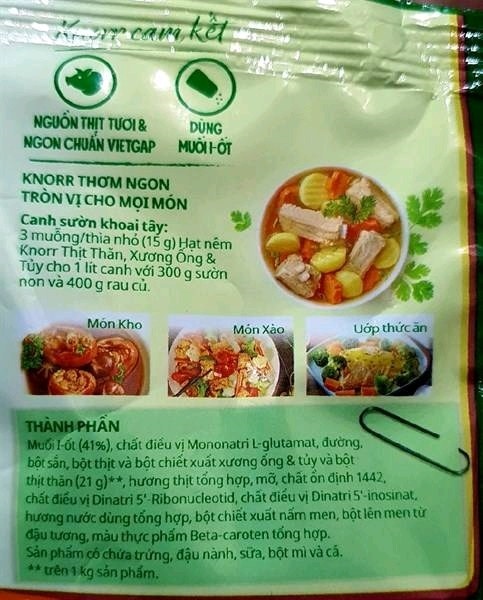 Knorr cam kết
NGUỒN THỊT TƯƠI &
NGON CHUẨN VIETGAP
DÙNG
MUỐI I-ỐT
KNORR THƠM NGON
TRÒN VỊ CHO MỌI MÓN
Canh sườn khoai tây:
3 muỗng/thìa nhỏ (15 g) Hạt nêm
Knorr Thịt Thăn, Xương Ống &
Tủy cho 1 lít canh với 300 g sườn
non và 400 g rau củ.
Món Kho
Món Xào
Ướp thức ăn
THÀNH PHẦN
Muối I-ốt (41%), chất điều vị Mononatri L-glutamat, đường,
bột sắn, bột thịt và bột chiết xuất xương ống & tủy và bột
thịt thăn (21 g)**, hương thịt tổng hợp, mỡ, chất ổn định 1442,
chất điều vị Dinatri 5'-Ribonucleotid, chất điều vị Dinatri 5'-inosinat,
hương nước dùng tổng hợp, bột chiết xuất nấm men, bột lên men từ
đậu tương, màu thực phẩm Beta-caroten tổng hợp.
Sản phẩm có chứa trứng, đậu nành, sữa, bột mì và cá.
** trên 1 kg sản phẩm.